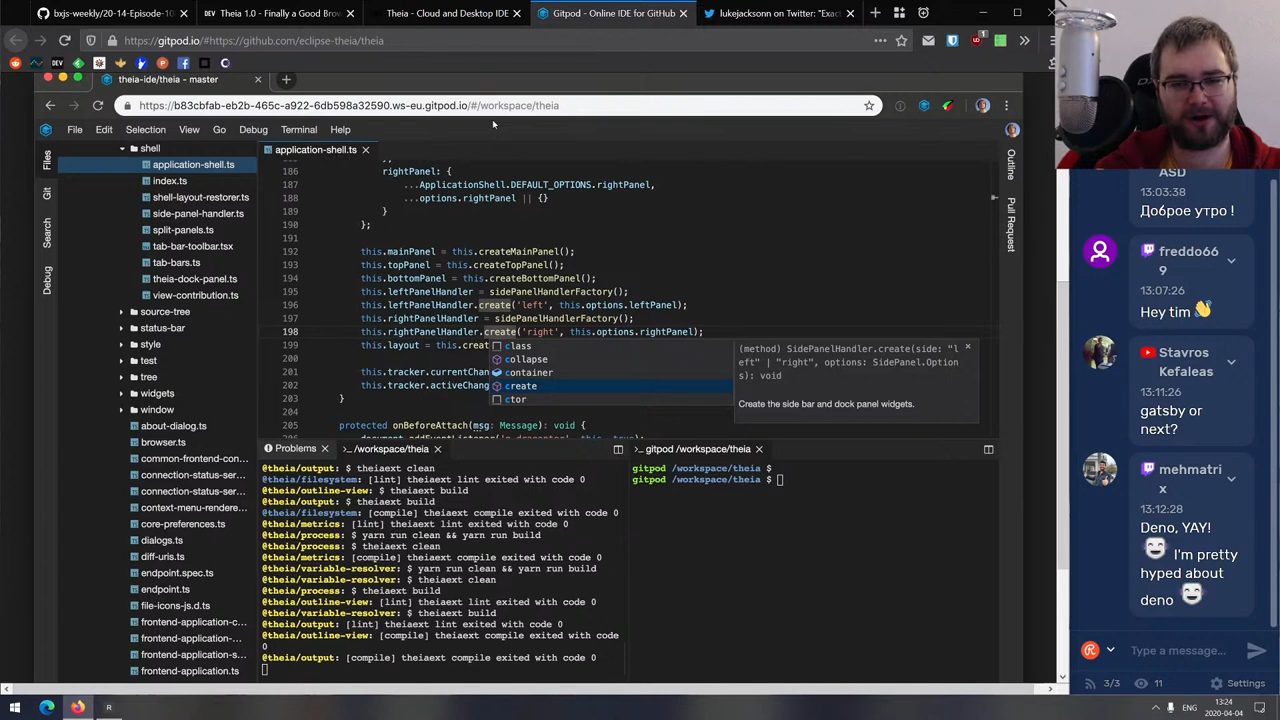 bxjs-weekly/20-14-Episode-10
Theia 1.0 - Finally a Good Brow
Theia - Cloud and Desktop IDE
Gitpod - Online IDE for GitHub
lukejacksonn on Twitter: "Exact
https://gitpod.io/#https://github.com/eclipse-theia/theia
theia-ide/theia - master
https://b83cbfab-eb2b-465c-a922-6db598a32590.ws-eu.gitpod.io/#/workspace/theia
File Edit Selection View Go Debug Terminal Help
Files
Git
Search
Debug
shell
application-shell.ts
index.ts
shell-layout-restorer.ts
side-panel-handler.ts
split-panels.ts
tab-bar-toolbar.tsx
tab-bars.ts
theia-dock-panel.ts
view-contribution.ts
source-tree
status-bar
style
test
tree
widgets
window
about-dialog.ts
browser.ts
common-frontend-con...
connection-status-ser...
connection-status-ser...
context-menu-rendere...
core-preferences.ts
dialogs.ts
diff-uris.ts
endpoint.spec.ts
endpoint.ts
file-icons-js.d.ts
frontend-application-c...
frontend-application-...
frontend-application-s...
frontend-application.ts
application-shell.ts
186 rightPanel: {
187 ...ApplicationShell.DEFAULT_OPTIONS.rightPanel,
188 ...options.rightPanel || {}
189 }
190 };
191
192 this.mainPanel = this.createMainPanel();
193 this.topPanel = this.createTopPanel();
194 this.bottomPanel = this.createBottomPanel();
195 this.leftPanelHandler = sidePanelHandlerFactory();
196 this.leftPanelHandler.create('left', this.options.leftPanel);
197 this.rightPanelHandler = sidePanelHandlerFactory();
198 this.rightPanelHandler.create('right', this.options.rightPanel);
199 this.layout = this.creat
200
201 this.tracker.currentChan
202 this.tracker.activeChang
203 }
204
205 protected onBeforeAttach(msg: Message): void {
class
collapse
container
create
ctor
(method) SidePanelHandler.create(side: "l
eft" | "right", options: SidePanel.Option
s): void
Create the side bar and dock panel widgets.
Outline
Pull Request
Problems
/workspace/theia
@theia/output: $ theiaext clean
@theia/filesystem: [lint] theiaext lint exited with code 0
@theia/outline-view: $ theiaext build
@theia/output: $ theiaext build
@theia/filesystem: [compile] theiaext compile exited with code 0
@theia/metrics: [lint] theiaext lint exited with code 0
@theia/process: $ yarn run clean && yarn run build
@theia/process: $ theiaext clean
@theia/metrics: [compile] theiaext compile exited with code 0
@theia/variable-resolver: $ yarn run clean && yarn run build
@theia/variable-resolver: $ theiaext clean
@theia/process: $ theiaext build
@theia/outline-view: [lint] theiaext lint exited with code 0
@theia/variable-resolver: $ theiaext build
@theia/output: [lint] theiaext lint exited with code 0
@theia/outline-view: [compile] theiaext compile exited with code
0
@theia/output: [compile] theiaext compile exited with code 0
gitpod /workspace/theia
gitpod /workspace/theia $
gitpod /workspace/theia $
ASD
13:03:38
Доброе утро !
freddo66
9
13:07:26
Hey tim
Stavros
Kefaleas
13:11:26
gatsby or
next?
mehmatri
x
13:12:28
Deno, YAY!
I'm pretty
hyped about
deno
Type a message...
3/3
11
Settings
ENG
13:24
2020-04-04